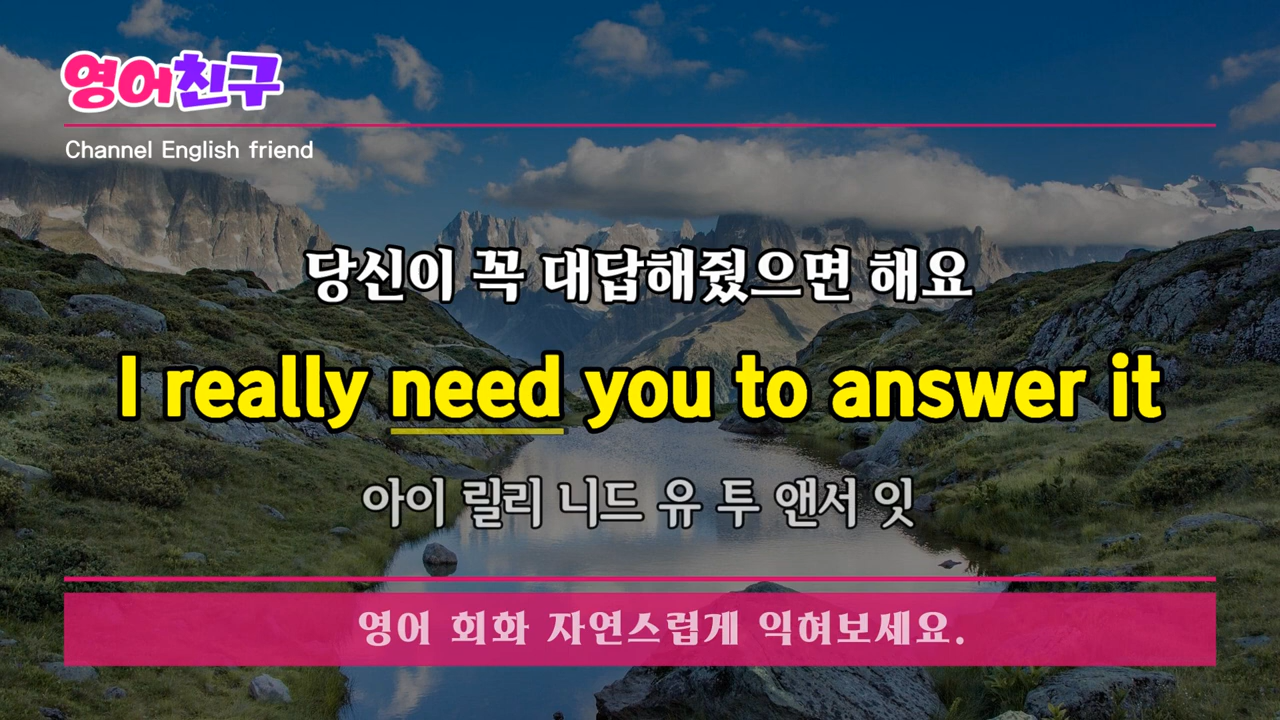 영어친구
Channel English friend
당신이 꼭 대답해줬으면 해요
I really need you to answer it
아이 릴리 니드 유 투 앤서 잇
영어 회화 자연스럽게 익혀보세요.